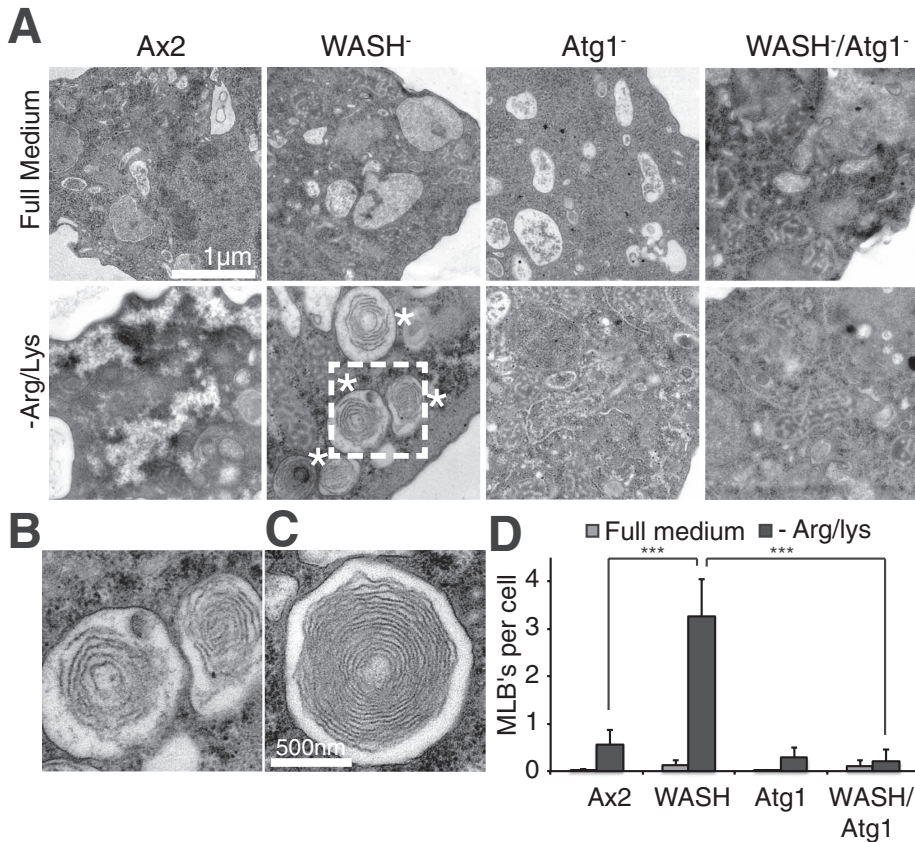 A
Ax2
WASH-
Atg1-
WASH-/Atg1-
Full Medium
1µm
-Arg/Lys
*
*
*
*
B
C
500nm
D
Full medium
- Arg/lys
***
***
MLB's per cell
4
3
2
1
0
Ax2
WASH
Atg1
WASH/
Atg1